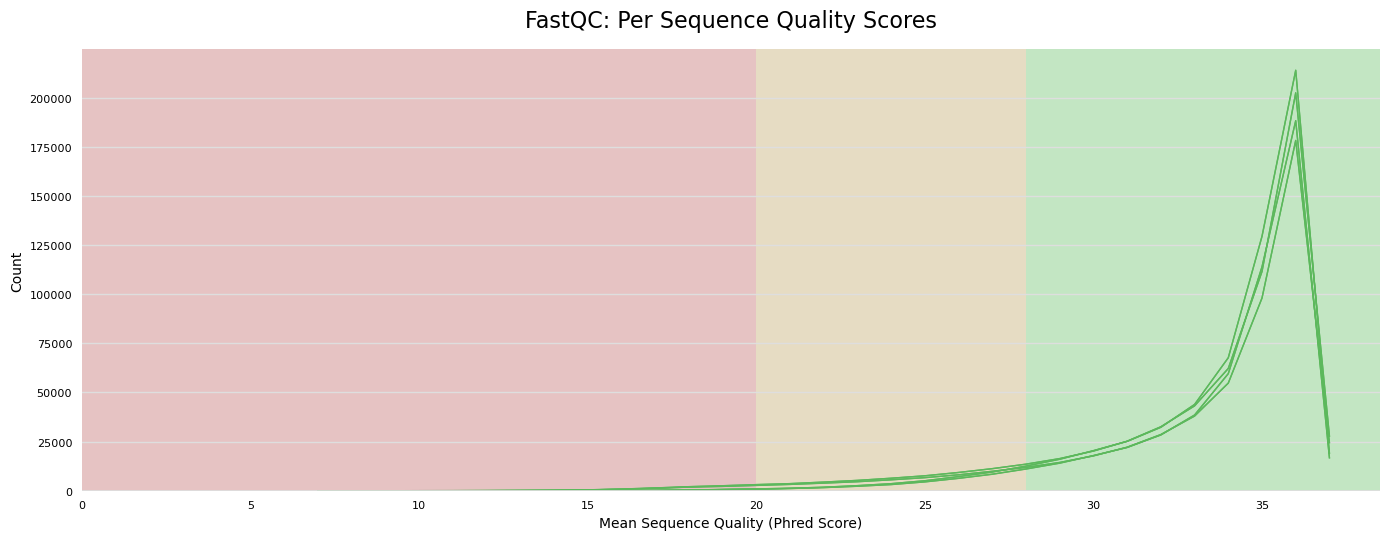 FastQC: Per Sequence Quality Scores
200000
175000
150000
125000
100000
75000
50000
25000
0
Count
0 5 10 15 20 25 30 35
Mean Sequence Quality (Phred Score)